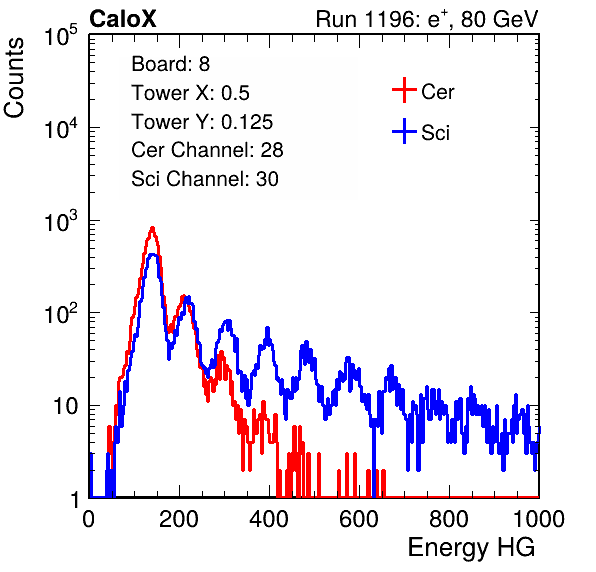 CaloX Run 1196: e⁺, 80 GeV
Counts
10⁵
10⁴
10³
10²
10
1
Board: 8
Tower X: 0.5
Tower Y: 0.125
Cer Channel: 28
Sci Channel: 30
Cer
Sci
0 200 400 600 800 1000
Energy HG